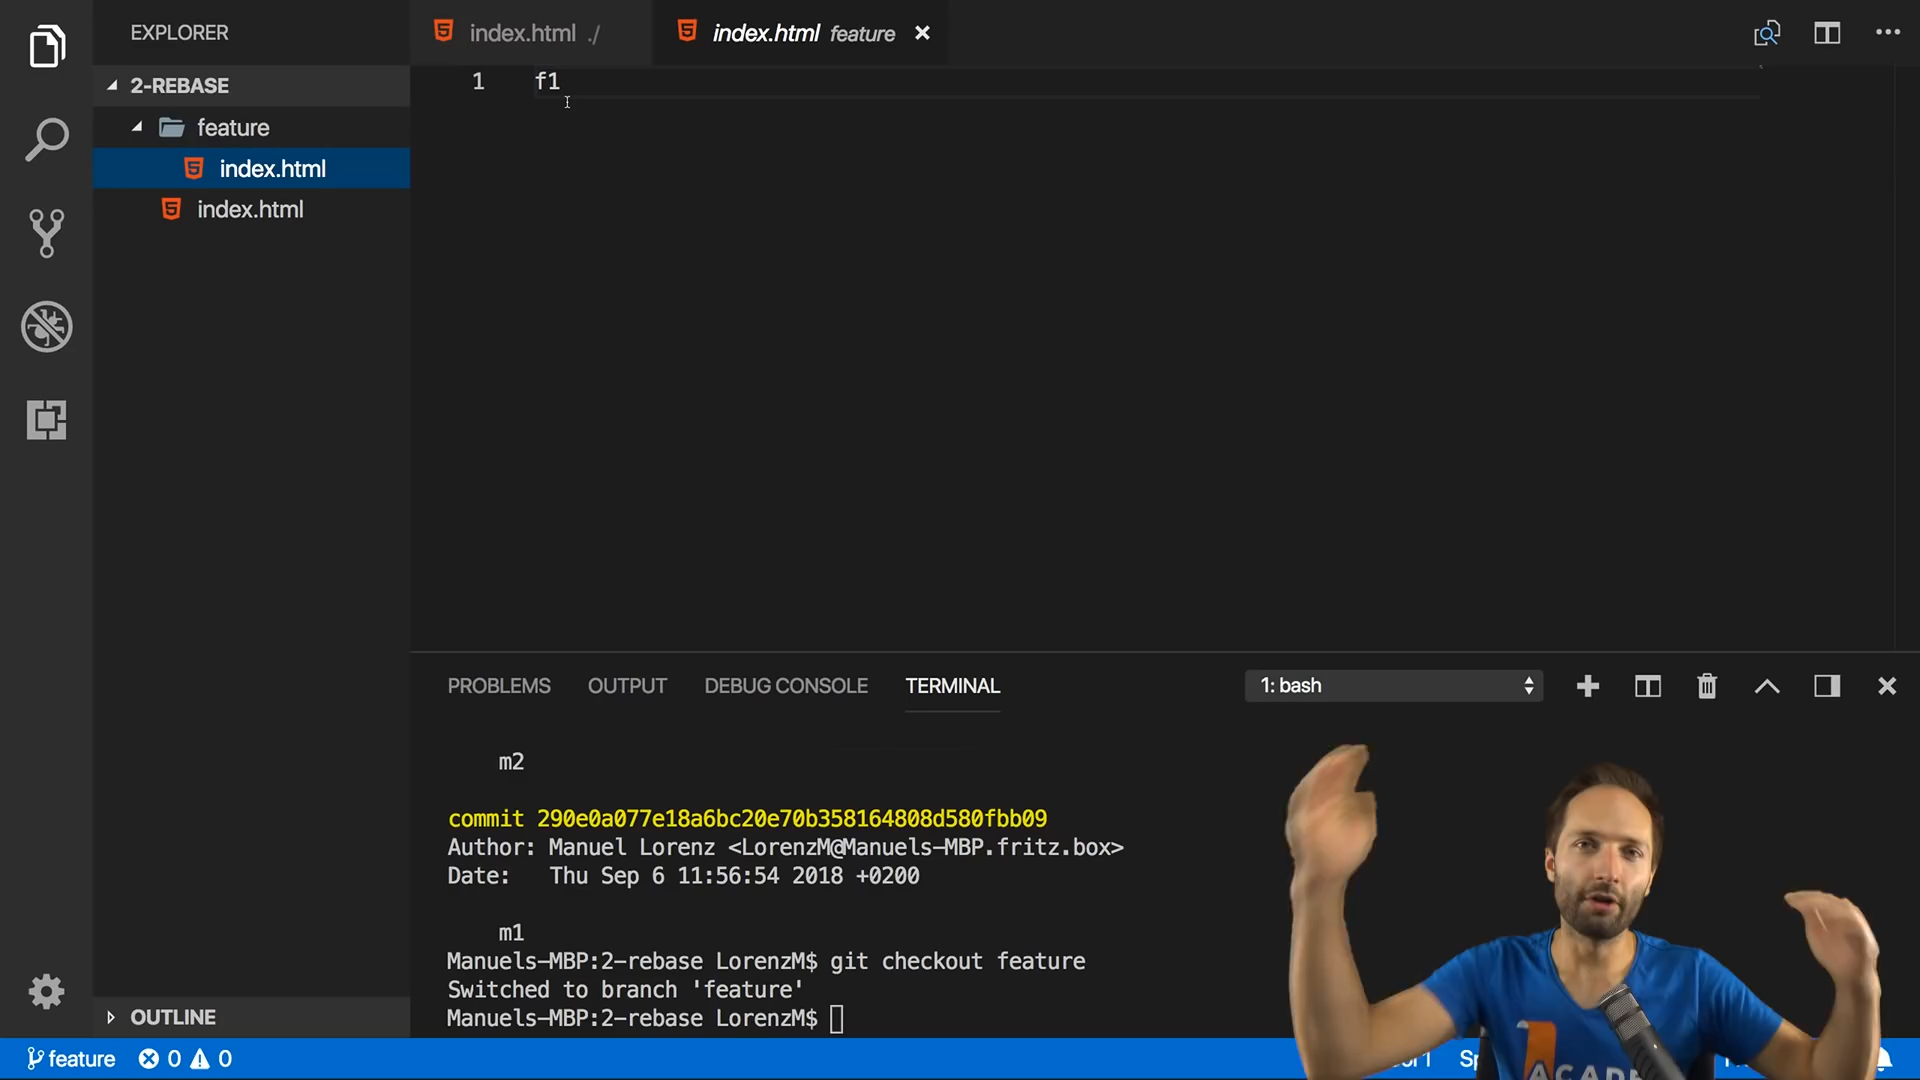 EXPLORER
2-REBASE
feature
index.html
index.html
OUTLINE
index.html ./
index.html feature
1 f1
PROBLEMS OUTPUT DEBUG CONSOLE TERMINAL
1: bash
m2
commit 290e0a077e18a6bc20e70b358164808d580fbb09
Author: Manuel Lorenz <LorenzM@Manuels-MBP.fritz.box>
Date: Thu Sep 6 11:56:54 2018 +0200
m1
Manuels-MBP:2-rebase LorenzM$ git checkout feature
Switched to branch 'feature'
Manuels-MBP:2-rebase LorenzM$
feature 0 0